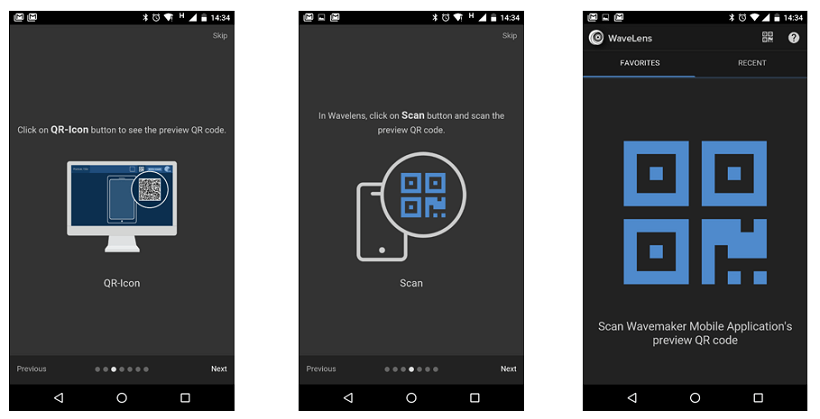 H 14:34
Skip
Click on QR-Icon button to see the preview QR code.
QR-Icon
Previous
Next
H 14:34
Skip
In Wavelens, click on Scan button and scan the
preview QR code.
Scan
Previous
Next
14:34
WaveLens
?
FAVORITES RECENT
Scan Wavemaker Mobile Application's
preview QR code